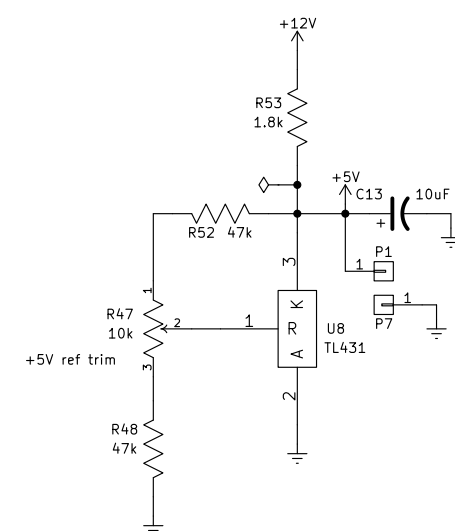 +12V
R53
1.8k
+5V
C13 10uF
+
R52 47k
P1
1
3
1
R47
10k
2
1
K
R
A
U8
TL431
1
P7
+5V ref trim
3
2
R48
47k